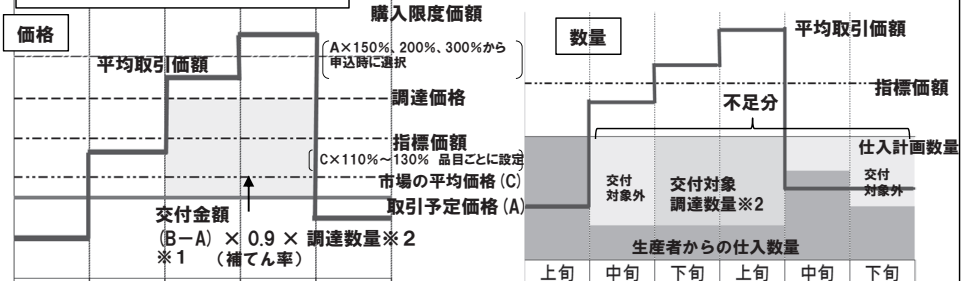 価格
購入限度価額
A×150%、200%、300%から
申込時に選択
平均取引価額
調達価格
指標価額
C×110%～130% 品目ごとに設定
市場の平均価格(C)
取引予定価格(A)
交付金額
(B－A) × 0.9 × 調達数量※2
※1 (補てん率)
数量
平均取引価額
指標価額
不足分
仕入計画数量
交付
対象外
交付対象
調達数量※2
交付
対象外
生産者からの仕入数量
上旬 中旬 下旬 上旬 中旬 下旬